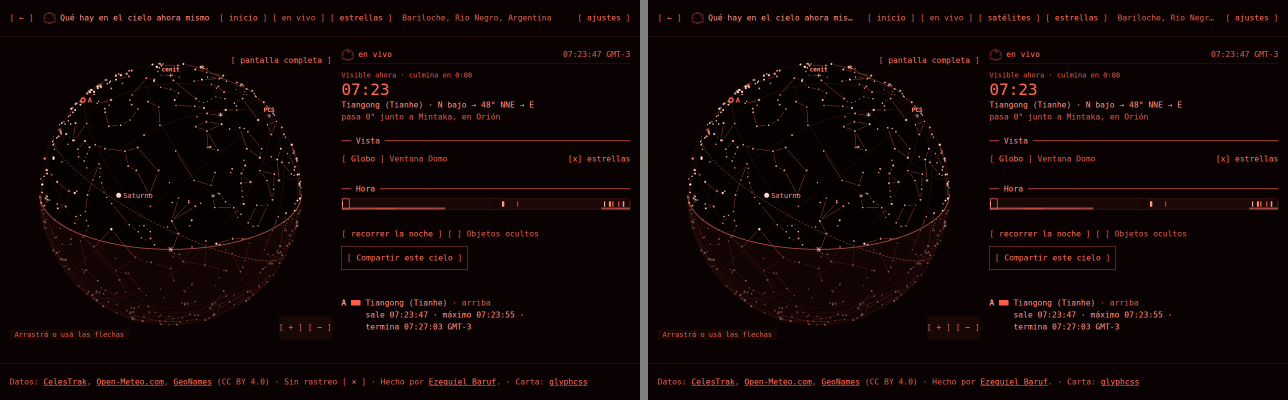 [ ← ] Qué hay en el cielo ahora mismo [ inicio ] [ en vivo ] [ estrellas ] Bariloche, Río Negro, Argentina [ ajustes ]
[ pantalla completa ]
en vivo 07:23:47 GMT-3
Visible ahora · culmina en 0:08
07:23
Tiangong (Tianhe) · N bajo → 48° NNE → E
pasa 0° junto a Mintaka, en Orión
Vista
[ Globo ] Ventana Domo [x] estrellas
Hora
[ recorrer la noche ] [ ] Objetos ocultos
[ Compartir este cielo ]
A Tiangong (Tianhe) · arriba
sale 07:23:47 · máximo 07:23:55 ·
termina 07:27:03 GMT-3
cenit
A
PCS
Saturno
Arrastrá o usá las flechas
[ + ] [ − ]
Datos: CelesTrak, Open-Meteo.com, GeoNames (CC BY 4.0) · Sin rastreo [ × ] · Hecho por Ezequiel Baruf. · Carta: glyphcss
[ ← ] Qué hay en el cielo ahora mis… [ inicio ] [ en vivo ] [ satélites ] [ estrellas ] Bariloche, Río Negr… [ ajustes ]
[ pantalla completa ]
en vivo 07:23:47 GMT-3
Visible ahora · culmina en 0:08
07:23
Tiangong (Tianhe) · N bajo → 48° NNE → E
pasa 0° junto a Mintaka, en Orión
Vista
[ Globo ] Ventana Domo [x] estrellas
Hora
[ recorrer la noche ] [ ] Objetos ocultos
[ Compartir este cielo ]
A Tiangong (Tianhe) · arriba
sale 07:23:47 · máximo 07:23:55 ·
termina 07:27:03 GMT-3
cenit
A
PCS
Saturno
Arrastrá o usá las flechas
[ + ] [ − ]
Datos: CelesTrak, Open-Meteo.com, GeoNames (CC BY 4.0) · Hecho por Ezequiel Baruf. · Carta: glyphcss